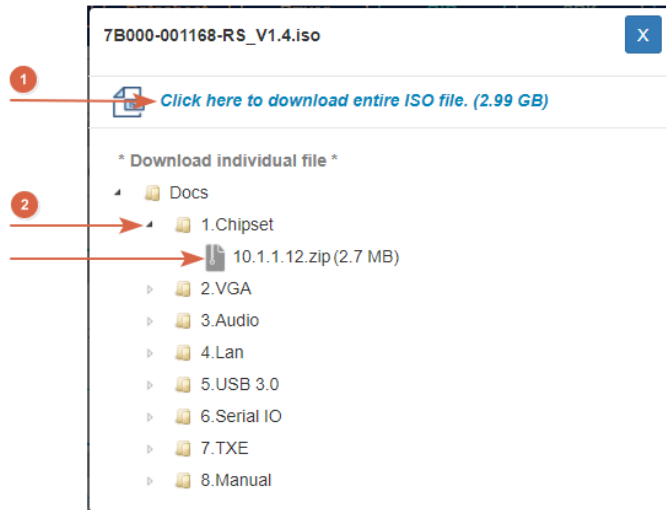 7B000-001168-RS_V1.4.iso
X
1
Click here to download entire ISO file. (2.99 GB)
* Download individual file *
Docs
2
1.Chipset
10.1.1.12.zip (2.7 MB)
2.VGA
3.Audio
4.Lan
5.USB 3.0
6.Serial IO
7.TXE
8.Manual